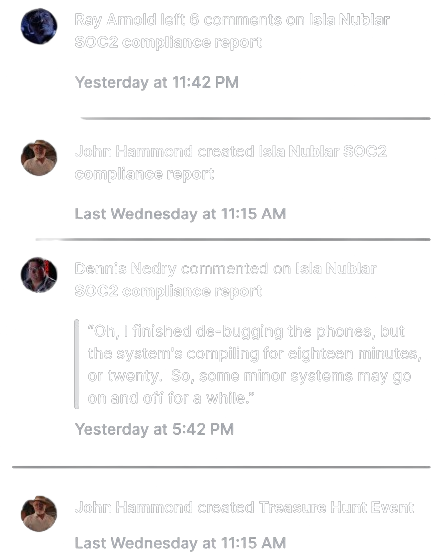 Ray Arnold left 6 comments on Isla Nublar
SOC2 compliance report
Yesterday at 11:42 PM
John Hammond created Isla Nublar SOC2
compliance report
Last Wednesday at 11:15 AM
Dennis Nedry commented on Isla Nublar
SOC2 compliance report
“Oh, I finished de-bugging the phones, but
the system's compiling for eighteen minutes,
or twenty. So, some minor systems may go
on and off for a while.”
Yesterday at 5:42 PM
John Hammond created Treasure Hunt Event
Last Wednesday at 11:15 AM